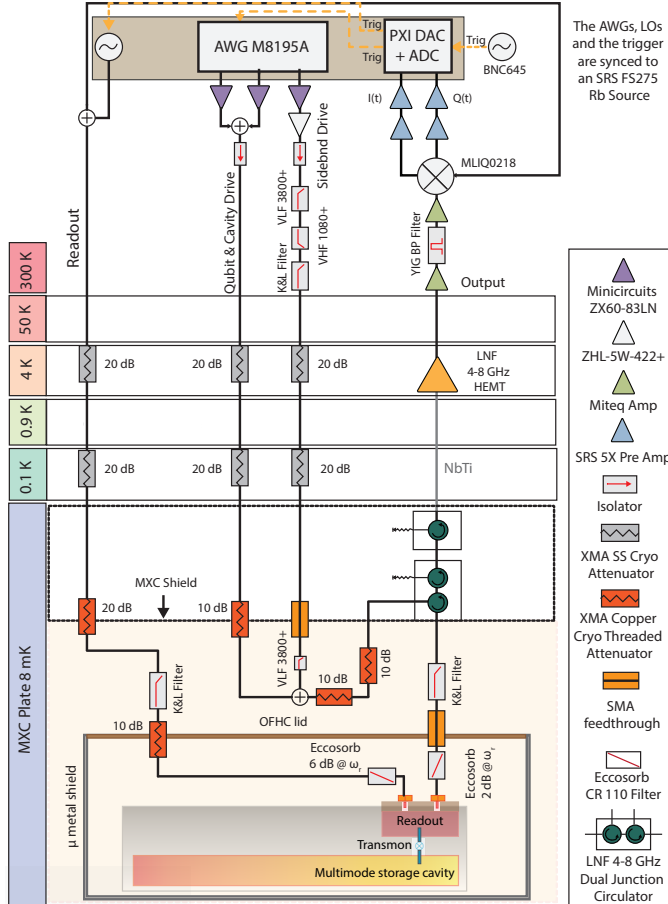 Trig
AWG M8195A
Trig
PXI DAC
+ ADC
Trig
BNC645
The AWGs, LOs
and the trigger
are synced to
an SRS FS275
Rb Source
I(t)
Q(t)
MLIQ0218
Readout
Qubit & Cavity Drive
Sidebnd Drive
VLF 3800+
VHF 1080+
K&L Filter
YIG BP Filter
Output
300 K
50 K
4 K
0.9 K
0.1 K
MXC Plate 8 mK
20 dB
20 dB
20 dB
LNF
4-8 GHz
HEMT
20 dB
20 dB
20 dB
NbTi
MXC Shield
20 dB
10 dB
VLF 3800+
10 dB
10 dB
K&L Filter
K&L Filter
10 dB
OFHC lid
μ metal shield
Eccosorb
6 dB @ ωr
Eccosorb
2 dB @ ωr
Readout
Transmon
Multimode storage cavity
Minicircuits
ZX60-83LN
ZHL-5W-422+
Miteq Amp
SRS 5X Pre Amp
Isolator
XMA SS Cryo
Attenuator
XMA Copper
Cryo Threaded
Attenuator
SMA
feedthrough
Eccosorb
CR 110 Filter
LNF 4-8 GHz
Dual Junction
Circulator